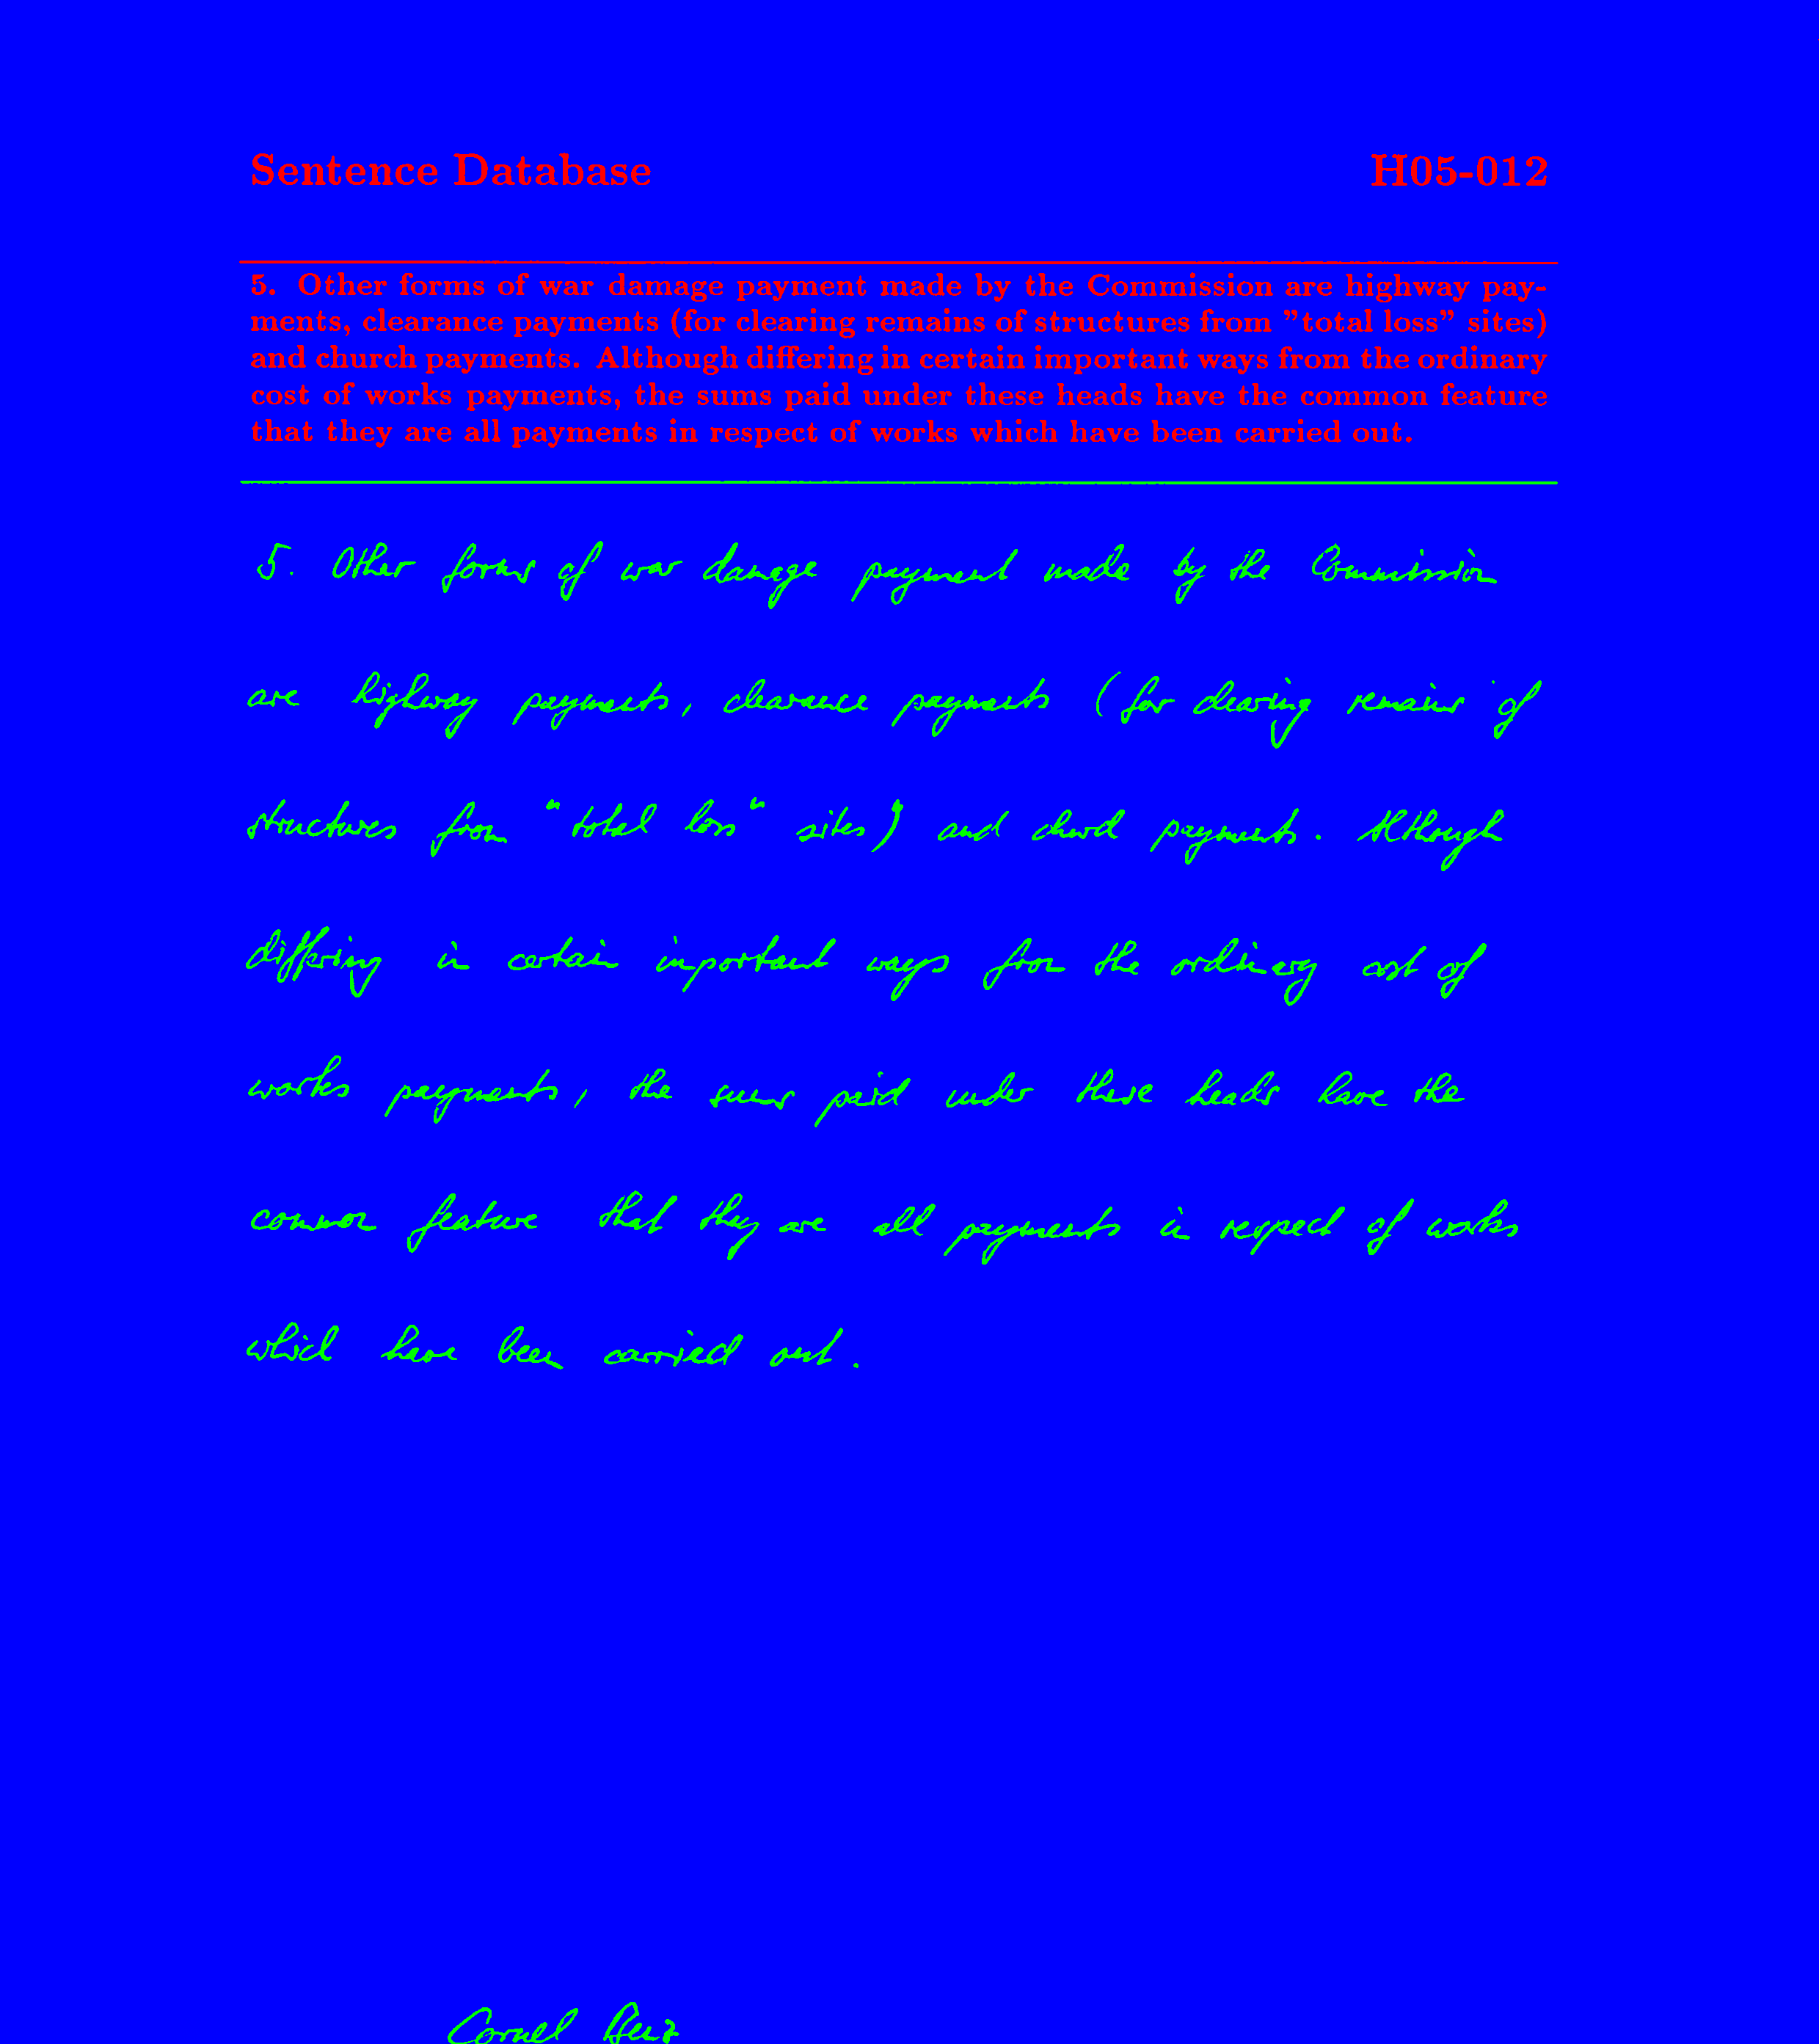 Sentence Database H05-012
5. Other forms of war damage payment made by the Commission are highway pay-
ments, clearance payments (for clearing remains of structures from "total loss" sites)
and church payments. Although differing in certain important ways from the ordinary
cost of works payments, the sums paid under these heads have the common feature
that they are all payments in respect of works which have been carried out.
5. Other forms of war damage payment made by the Commission
are highway payments, clearance payments (for clearing remains of
structures from "total loss" sites) and church payments. Although
differing in certain important ways from the ordinary cost of
works payments, the sums paid under these heads have the
common feature that they are all payments in respect of works
which have been carried out.
Cornel